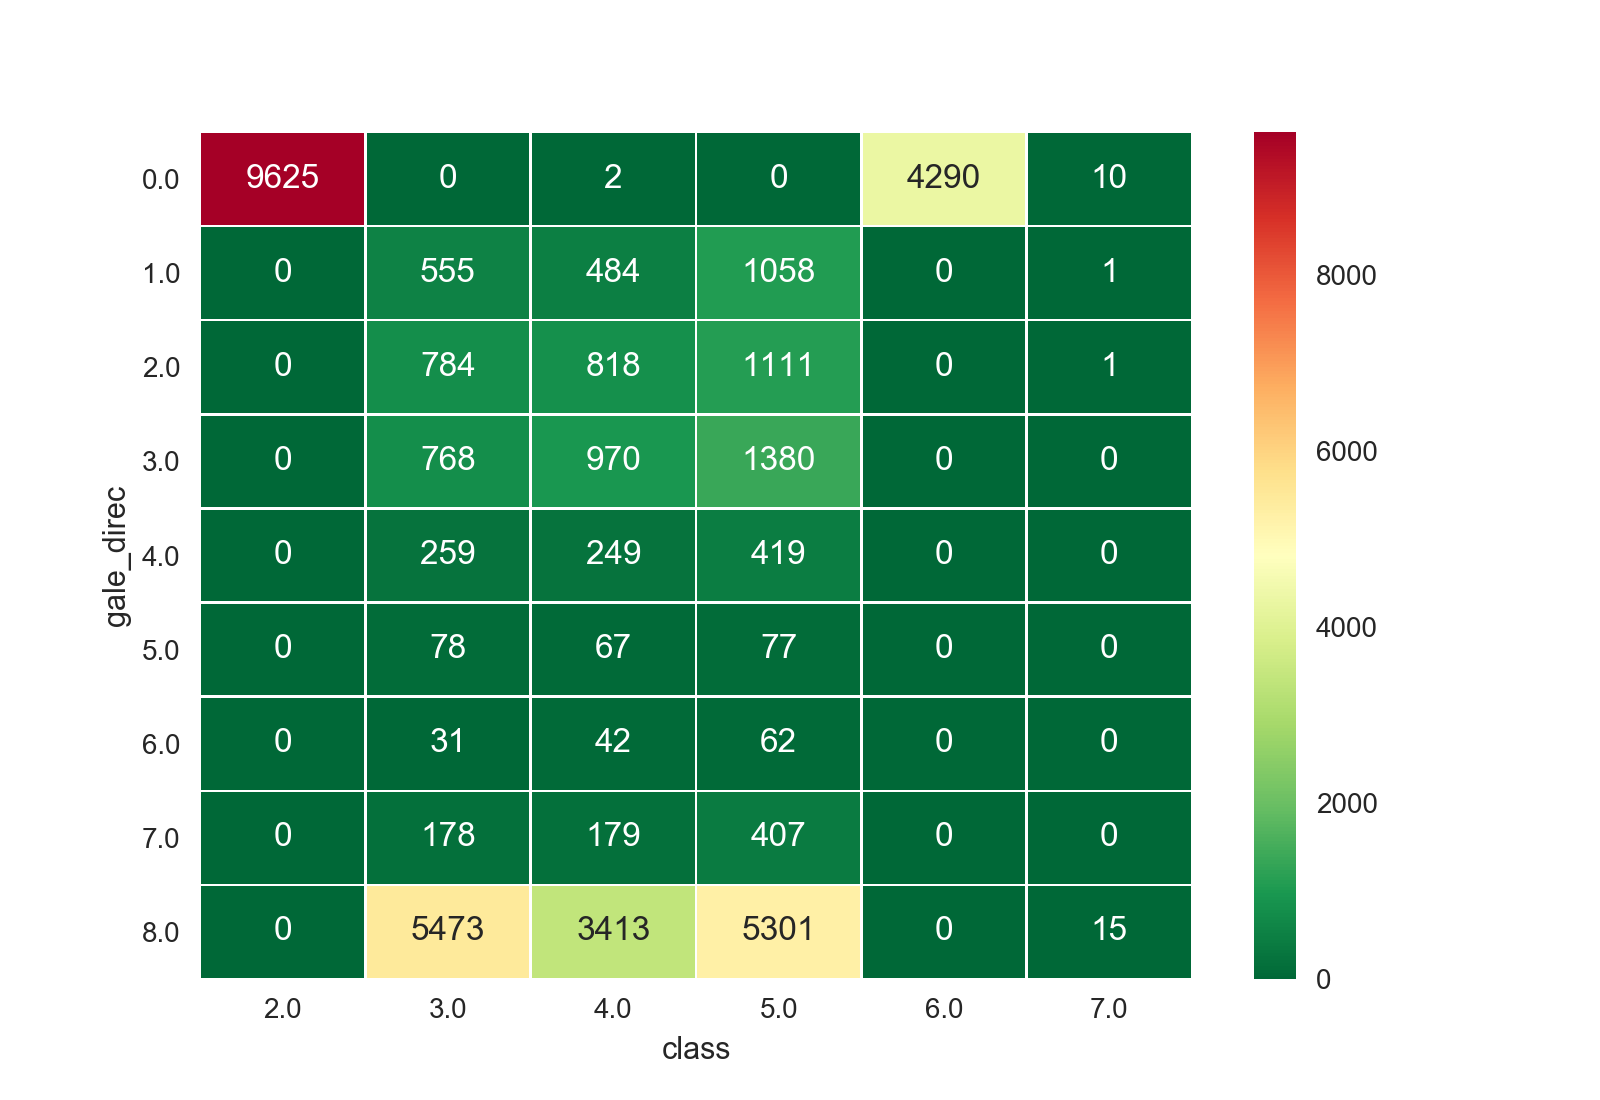 0.0 9625 0 2 0 4290 10
1.0 0 555 484 1058 0 1
2.0 0 784 818 1111 0 1
3.0 0 768 970 1380 0 0
4.0 0 259 249 419 0 0
5.0 0 78 67 77 0 0
6.0 0 31 42 62 0 0
7.0 0 178 179 407 0 0
8.0 0 5473 3413 5301 0 15
2.0 3.0 4.0 5.0 6.0 7.0
class
gale_direc
8000
6000
4000
2000
0